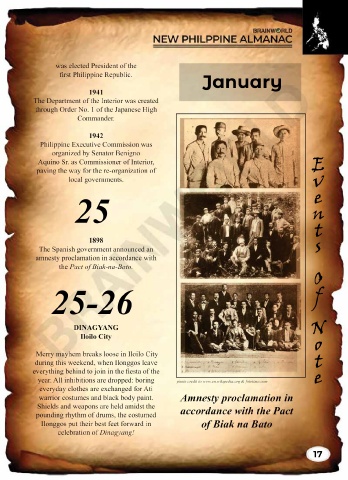 BRAINWORLD
NEW PHILPPINE ALMANAC
was elected President of the
first Philippine Republic.
1941
The Department of the Interior was created
through Order No. 1 of the Japanese High
Commander.
1942
Philippine Executive Commission was
organized by Senator Benigno
Aquino Sr. as Commissioner of Interior,
paving the way for the re-organization of
local governments.
25
1898
The Spanish government announced an
amnesty proclamation in accordance with
the Pact of Biak-na-Bato.
25-26
DINAGYANG
Iloilo City
Merry mayhem breaks loose in Iloilo City
during this weekend, when Ilonggos leave
everything behind to join in the fiesta of the
year. All inhibitions are dropped: boring
everyday clothes are exchanged for Ati
warrior costumes and black body paint.
Shields and weapons are held amidst the
pounding rhythm of drums, the costumed
Ilonggos put their best feet forward in
celebration of Dinagyang!
January
Events Of Note
Amnesty proclamation in
accordance with the Pact
of Biak na Bato
17